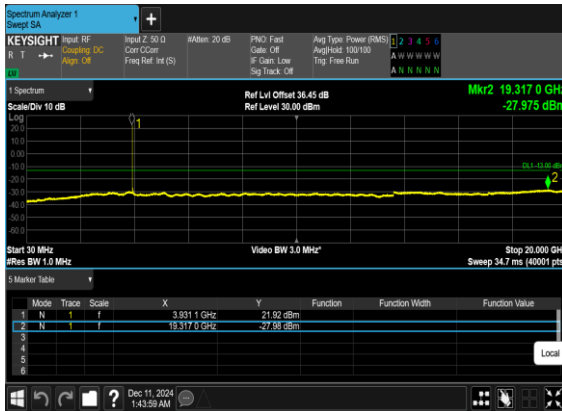 Spectrum Analyzer 1
Swept SA
KEYSIGHT
R T
LXI
Input: RF
Coupling: DC
Align: Off
Input Z: 50 Ω
Corr CCorr
Freq Ref: Int (S)
#Atten: 20 dB
PNO: Fast
Gate: Off
IF Gain: Low
Sig Track: Off
Avg Type: Power (RMS)
Avg|Hold: 100/100
Trig: Free Run
1 2 3 4 5 6
A W W W W W
A N N N N N
1 Spectrum
Scale/Div 10 dB
Ref Lvl Offset 36.45 dB
Ref Level 30.00 dBm
Mkr2 19.317 0 GHz
-27.975 dBm
Log
20.0
10.0
0.00
-10.0
-20.0
-30.0
-40.0
-50.0
-60.0
1
DL1 -13.00 dBm
2
Start 30 MHz
#Res BW 1.0 MHz
Video BW 3.0 MHz*
Stop 20.000 GHz
Sweep 34.7 ms (40001 pts)
5 Marker Table
Mode Trace Scale X Y Function Function Width Function Value
1 N 1 f 3.931 1 GHz 21.92 dBm
2 N 1 f 19.317 0 GHz -27.98 dBm
3
4
5
6
Local
?
Dec 11, 2024
1:43:59 AM